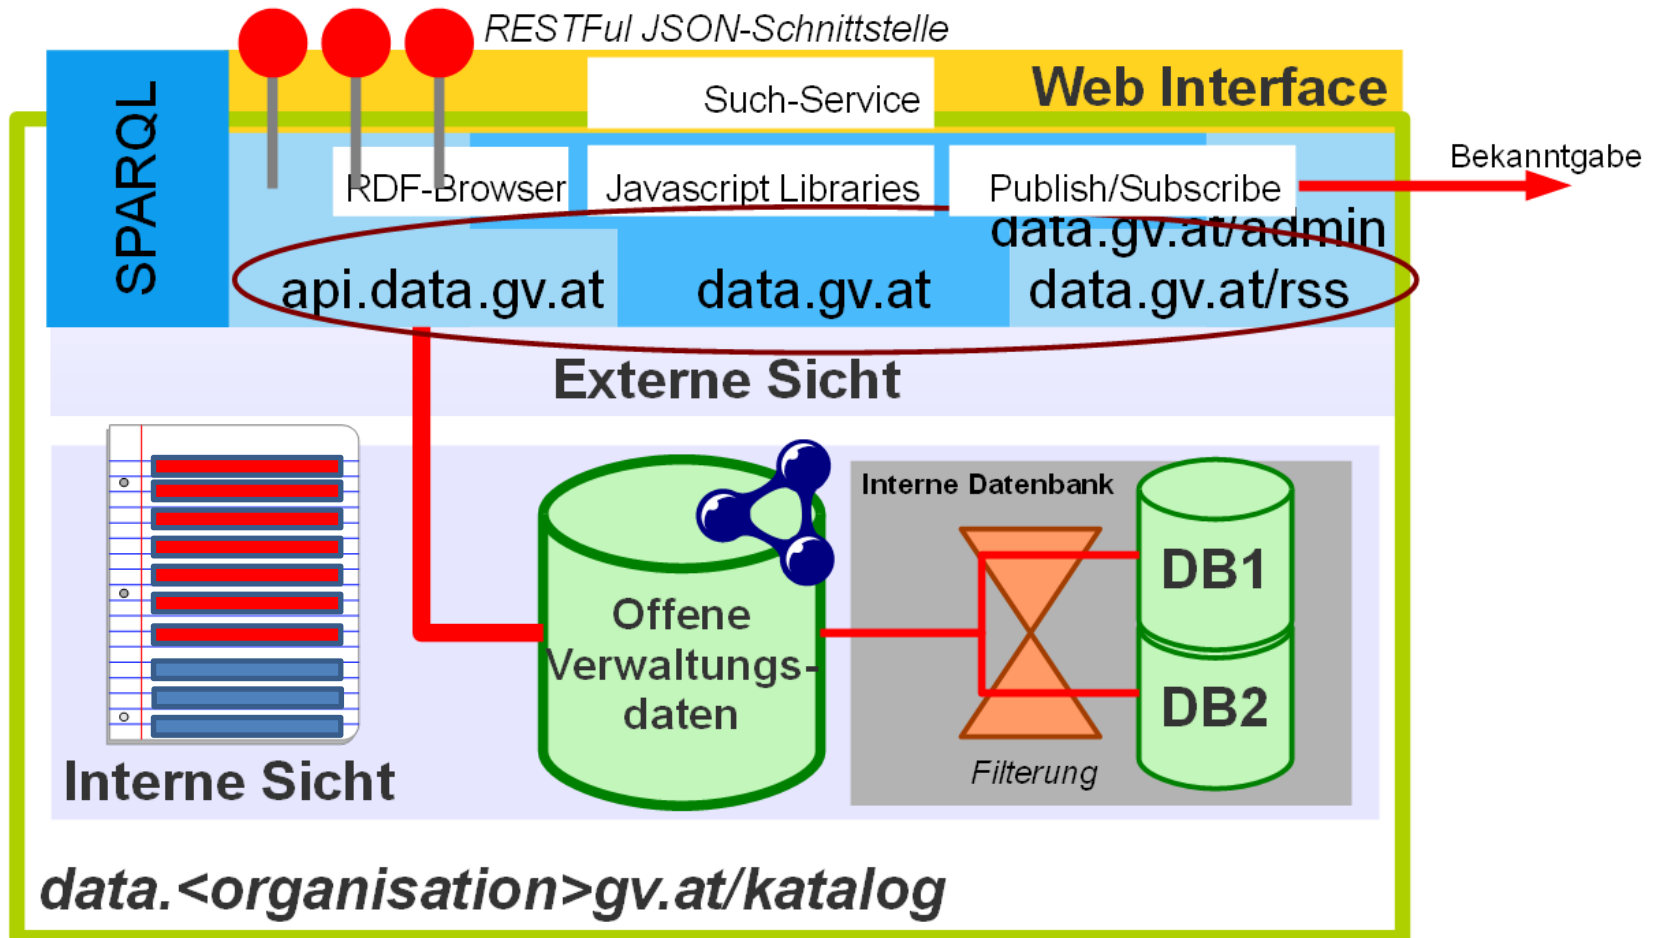 RESTFul JSON-Schnittstelle
SPARQL
Such-Service
Web Interface
RDF-Browser
Javascript Libraries
Publish/Subscribe
Bekanntgabe
data.gv.at/admin
api.data.gv.at
data.gv.at
data.gv.at/rss
Externe Sicht
Interne Datenbank
DB1
Offene
Verwaltungs-
daten
DB2
Filterung
Interne Sicht
data.<organisation>gv.at/katalog